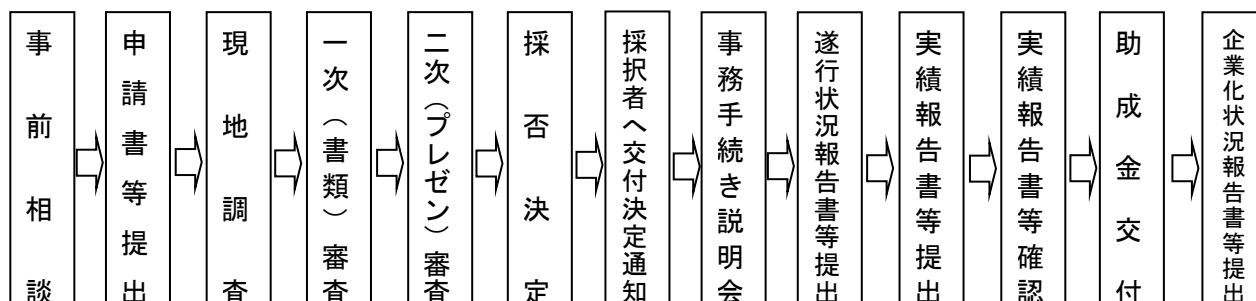 事前相談
申請書等提出
現地調査
一次（書類）審査
二次（プレゼン）審査
採否決定
採択者へ交付決定通知
事務手続き説明会
遂行状況報告書等提出
実績報告書等提出
実績報告書等確認
助成金交付
企業化状況報告書等提出